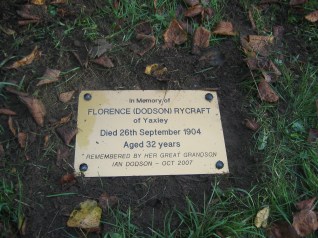 In Memory of
FLORENCE (DODSON) RYCRAFT
of Yaxley
Died 26th September 1904
Aged 32 years
REMEMBERED BY HER GREAT GRANDSON
IAN DODSON - OCT 2007